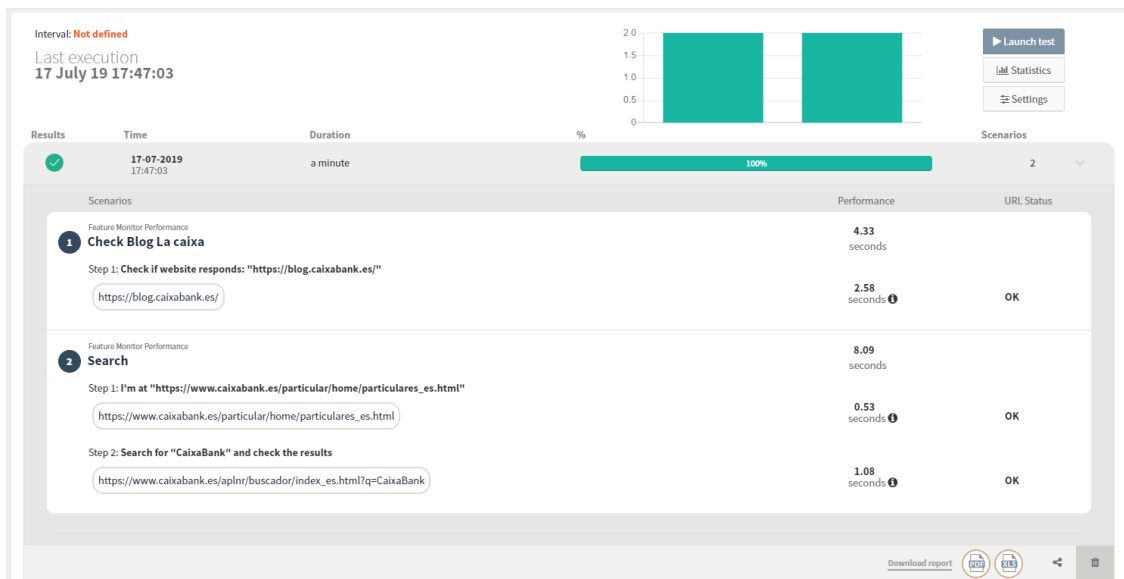 Interval: Not defined
Last execution
17 July 19 17:47:03
2.0
1.5
1.0
0.5
0
Launch test
Statistics
Settings
Results Time Duration % Scenarios
17-07-2019
17:47:03
a minute
100%
2
Scenarios Performance URL Status
Feature Monitor Performance
1 Check Blog La caixa
4.33
seconds
Step 1: Check if website responds: "https://blog.caixabank.es/"
https://blog.caixabank.es/
2.58
seconds
OK
Feature Monitor Performance
2 Search
8.09
seconds
Step 1: I'm at "https://www.caixabank.es/particular/home/particulares_es.html"
https://www.caixabank.es/particular/home/particulares_es.html
0.53
seconds
OK
Step 2: Search for "CaixaBank" and check the results
https://www.caixabank.es/aplnr/buscador/index_es.html?q=CaixaBank
1.08
seconds
OK
Download report PDF XLS